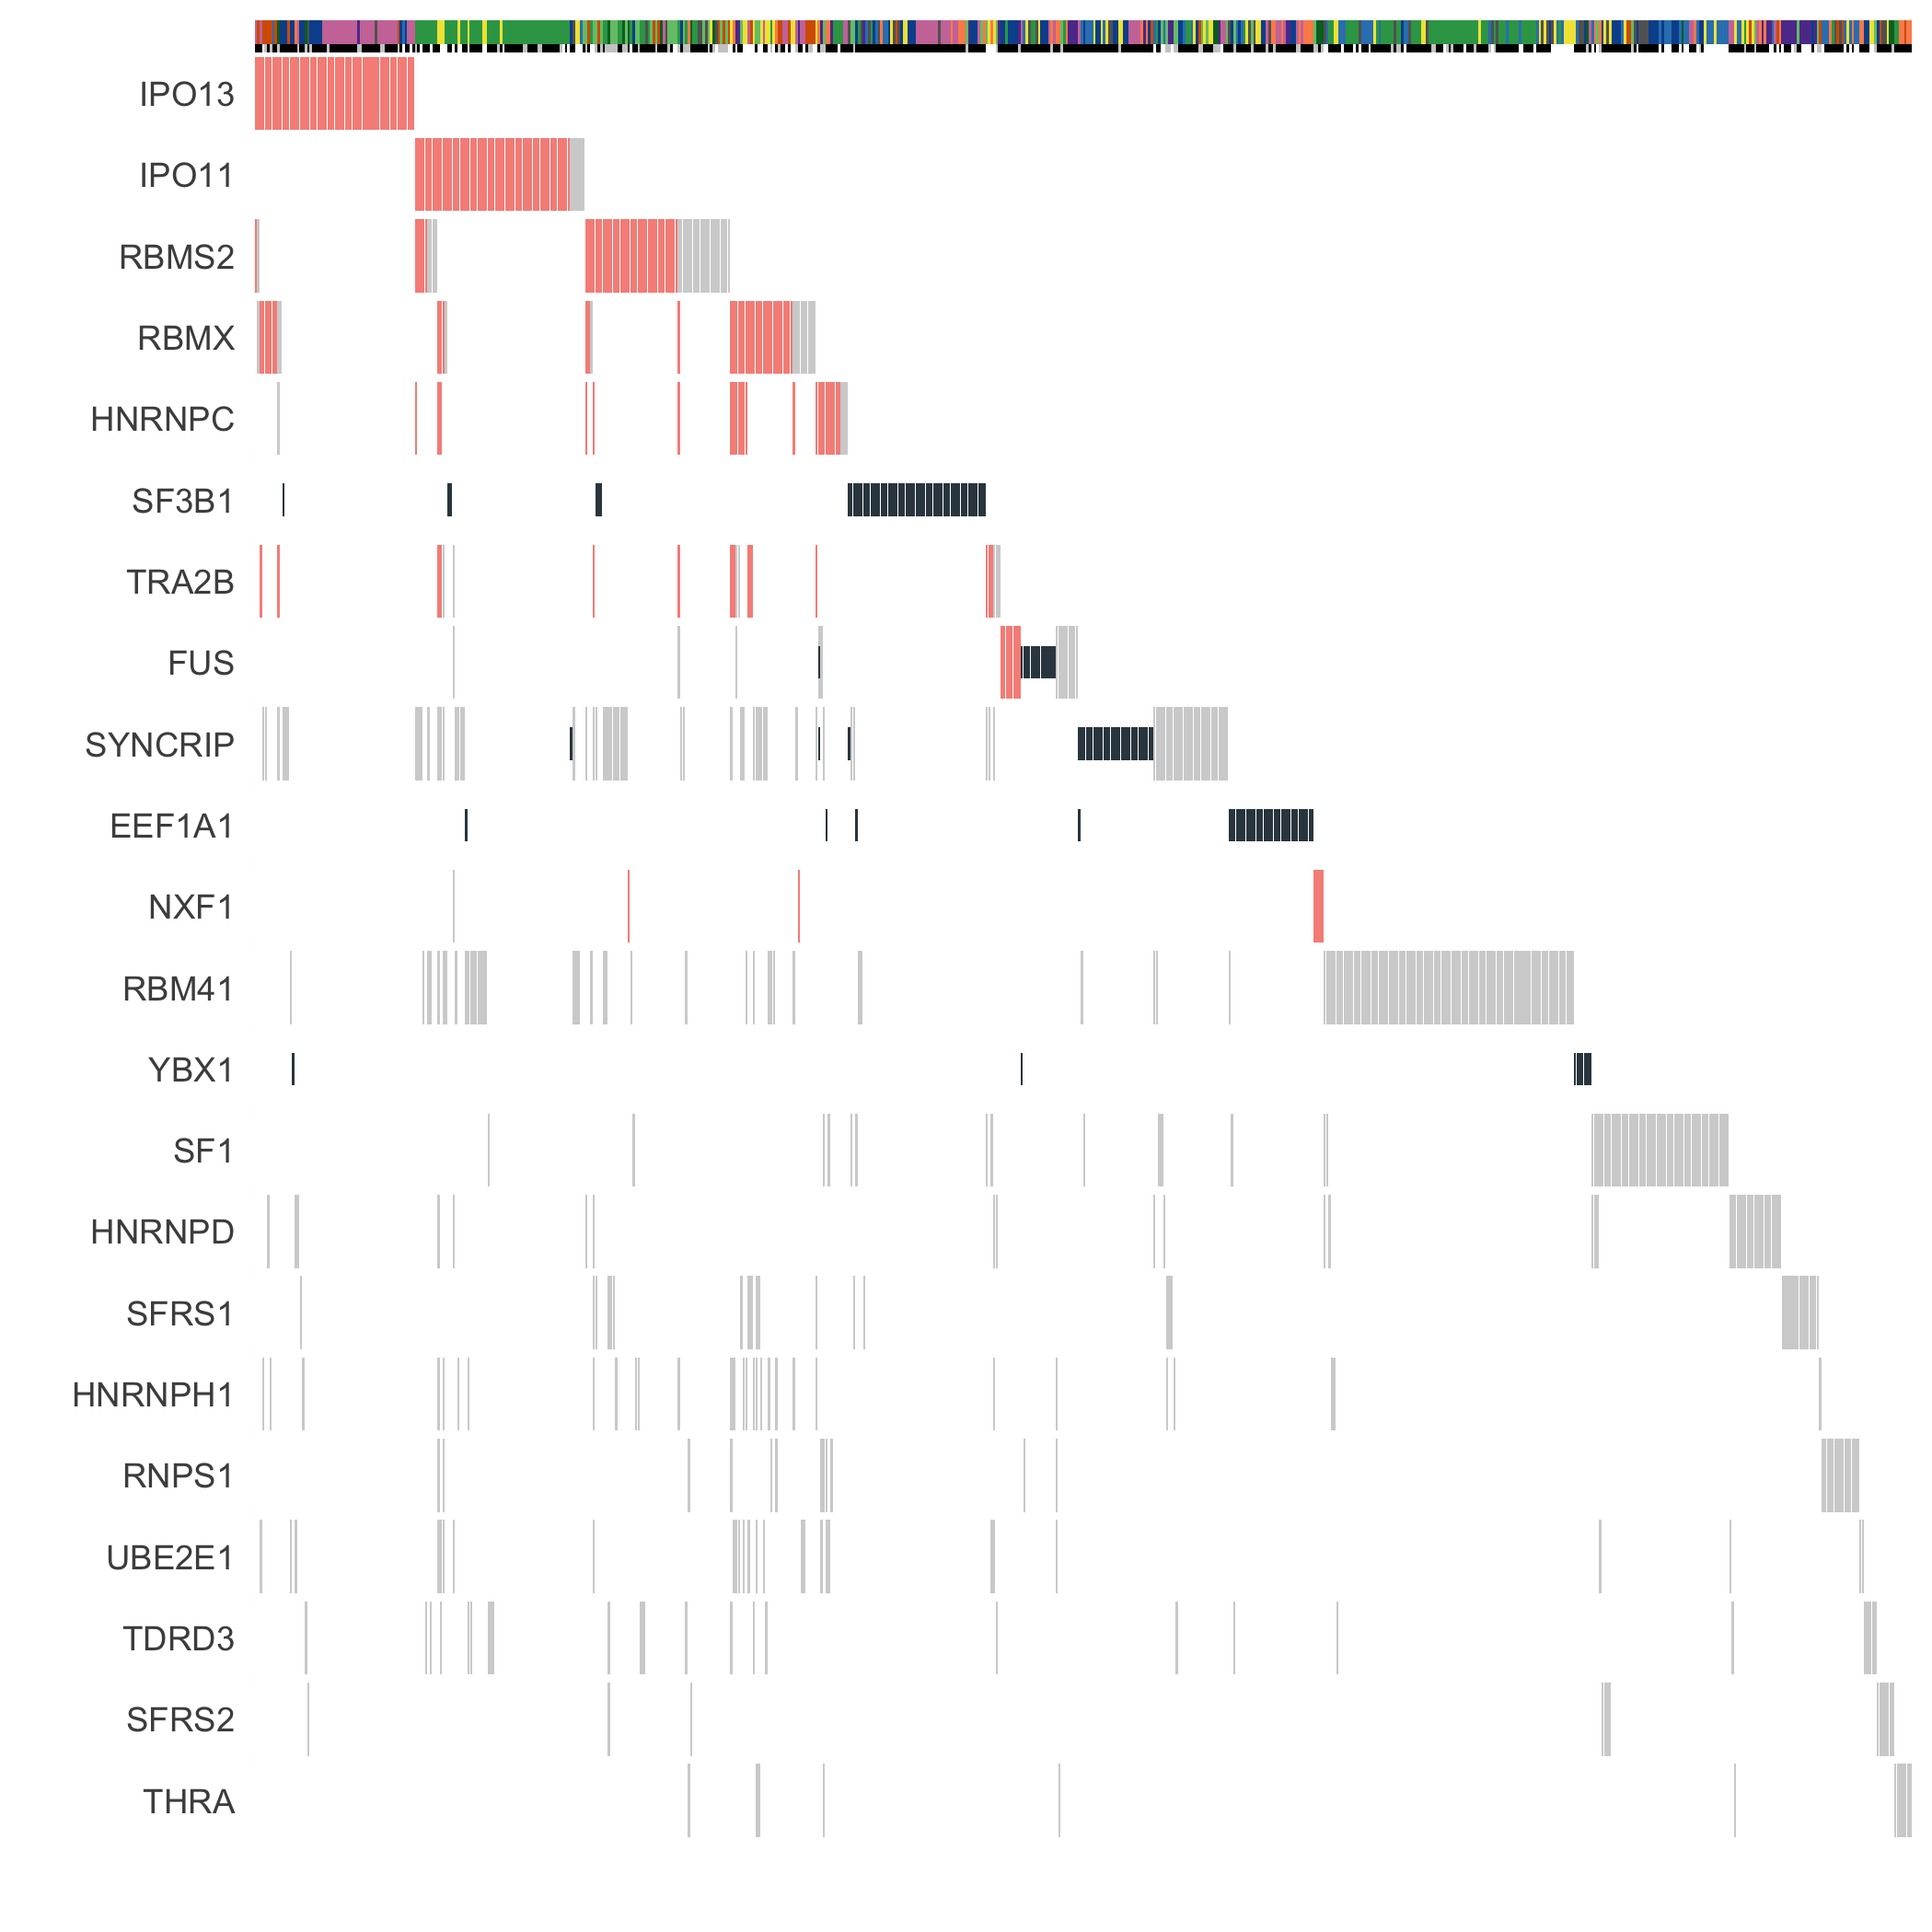 IPO13
IPO11
RBMS2
RBMX
HNRNPC
SF3B1
TRA2B
FUS
SYNCRIP
EEF1A1
NXF1
RBM41
YBX1
SF1
HNRNPD
SFRS1
HNRNPH1
RNPS1
UBE2E1
TDRD3
SFRS2
THRA